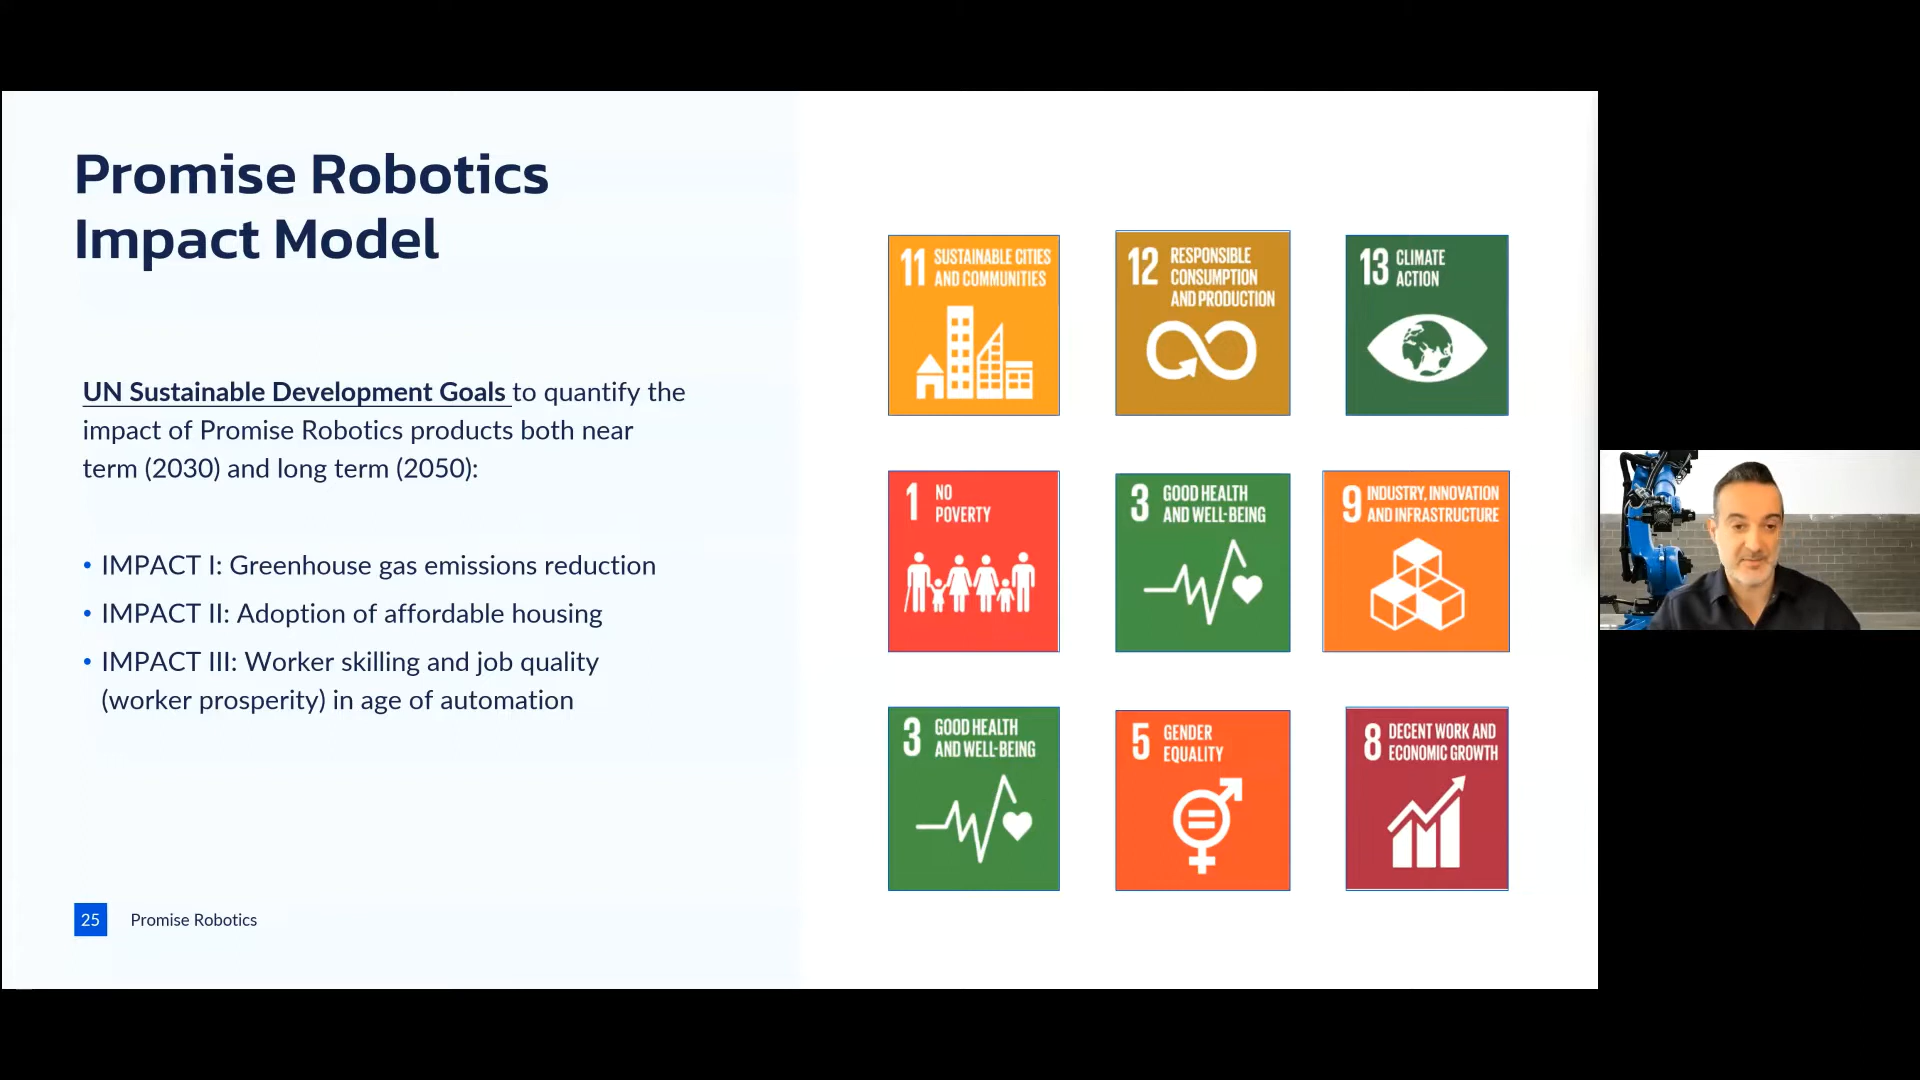 Promise Robotics
Impact Model
UN Sustainable Development Goals to quantify the
impact of Promise Robotics products both near
term (2030) and long term (2050):
• IMPACT I: Greenhouse gas emissions reduction
• IMPACT II: Adoption of affordable housing
• IMPACT III: Worker skilling and job quality
(worker prosperity) in age of automation
25 Promise Robotics
11 SUSTAINABLE CITIES
AND COMMUNITIES
12 RESPONSIBLE
CONSUMPTION
AND PRODUCTION
13 CLIMATE
ACTION
1 NO
POVERTY
3 GOOD HEALTH
AND WELL-BEING
9 INDUSTRY, INNOVATION
AND INFRASTRUCTURE
3 GOOD HEALTH
AND WELL-BEING
5 GENDER
EQUALITY
8 DECENT WORK AND
ECONOMIC GROWTH